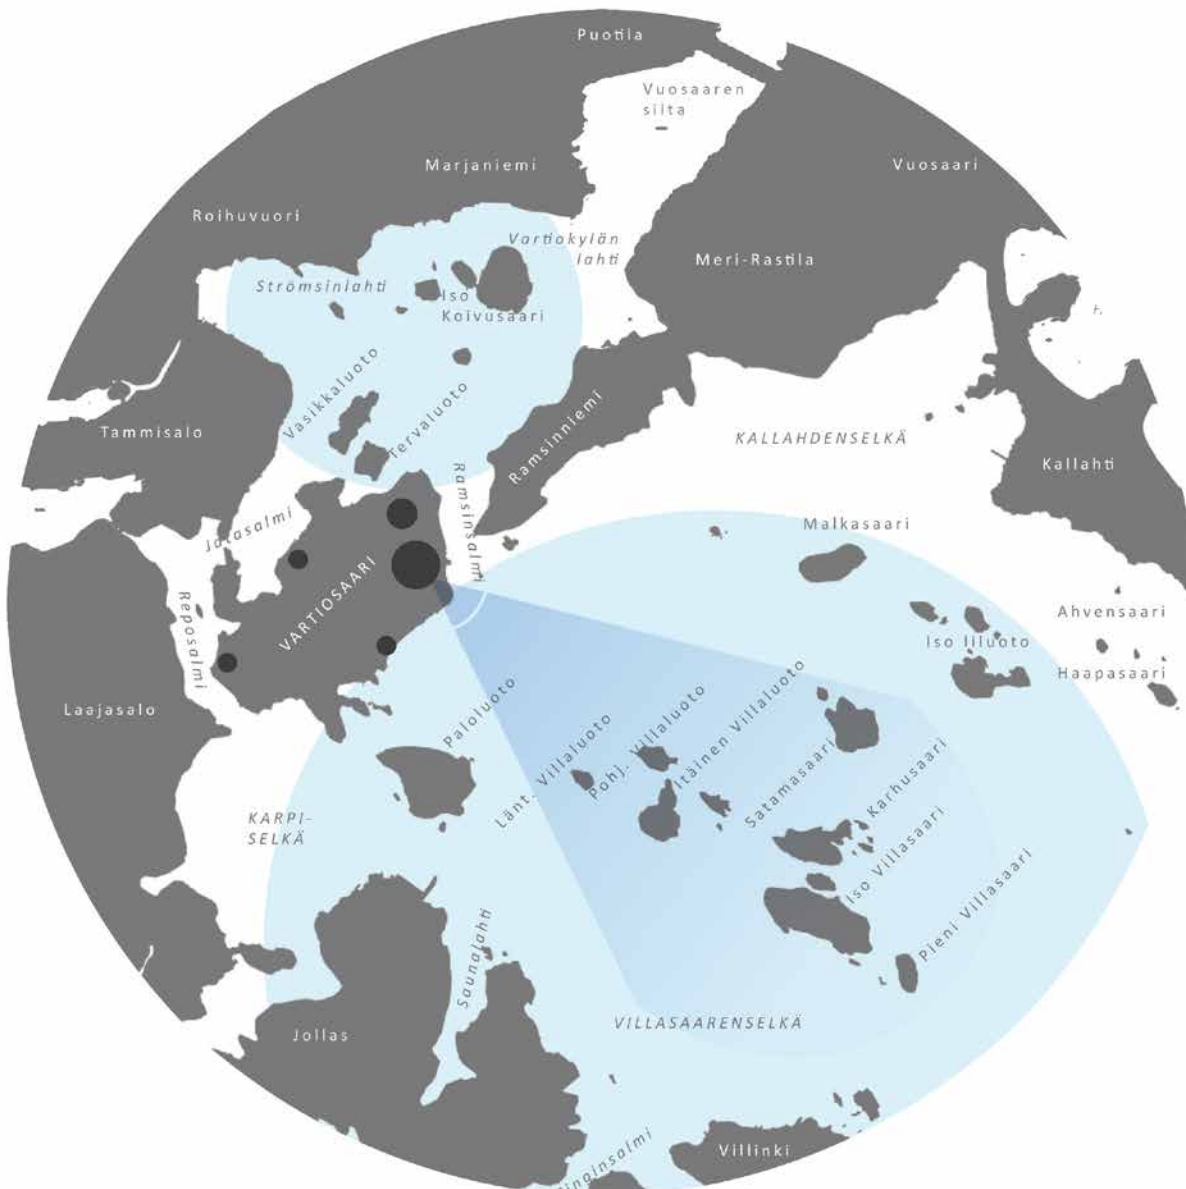 Puotila
Vuosaaren
silta
Marjaniemi
Vuosaari
Roihuvuori
Vartiokylän
lahti
Meri-Rastila
Strömsinlahti
Iso
Koivusaari
Vasikkaluoto
Tervaluoto
Ramsinniemi
Tammisalo
KALLAHDENSELKÄ
Kallahti
Ramsinsalmi
Jatasalmi
Malkasaari
VARTIOSAARI
Reposalmi
Ahvensaari
Iso Iiluoto
Haapasaari
Laajasalo
Paloluoto
Länt. Villaluoto
Pohj. Villaluoto
Itäinen Villaluoto
Satamasaari
Karhusaari
KARPI-
SELKÄ
Iso Villasaari
Pieni Villasaari
Saunalahti
VILLASAARENSELKÄ
Jollas
Villinki